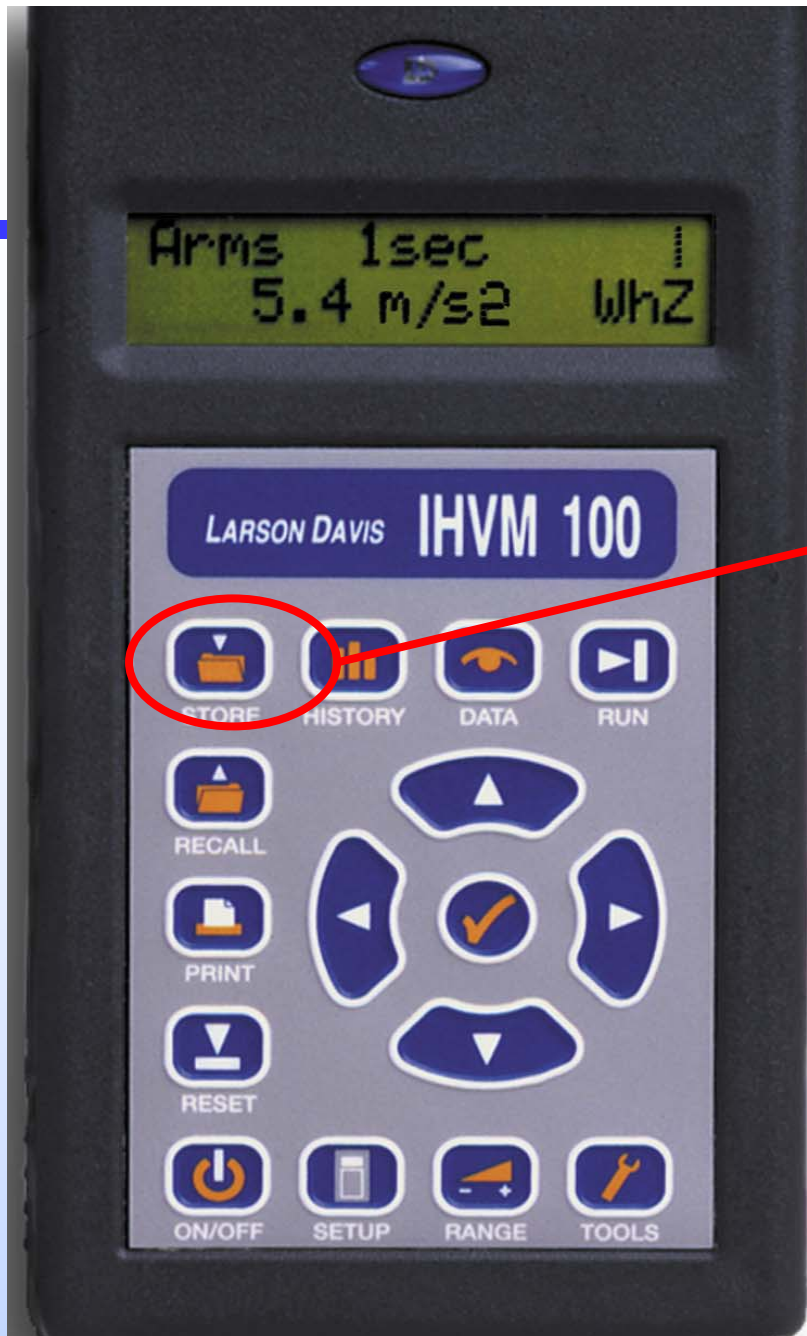 Arms 1sec
5.4 m/s2 WhZ
LARSON DAVIS IHVM 100
STORE HISTORY DATA RUN
RECALL
PRINT
RESET
ON/OFF SETUP RANGE TOOLS